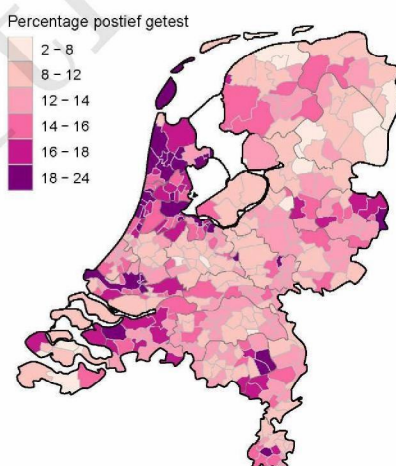 Percentage postief getest
2 – 8
8 – 12
12 – 14
14 – 16
16 – 18
18 – 24